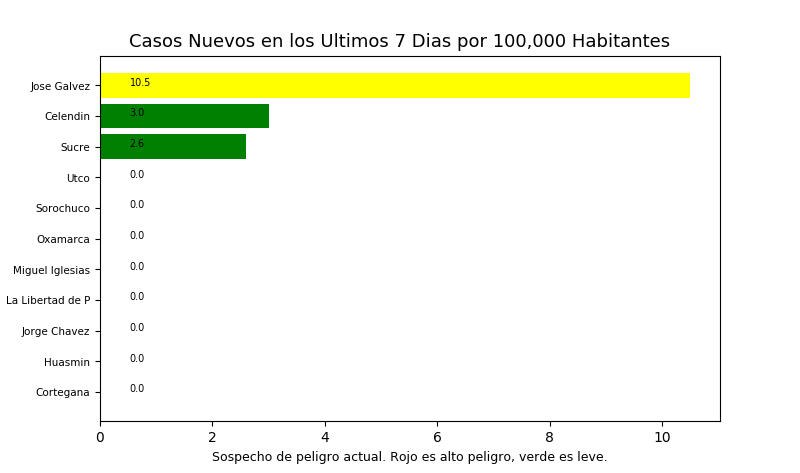 Casos Nuevos en los Ultimos 7 Dias por 100,000 Habitantes
Jose Galvez 10.5
Celendin 3.0
Sucre 2.6
Utco 0.0
Sorochuco 0.0
Oxamarca 0.0
Miguel Iglesias 0.0
La Libertad de P 0.0
Jorge Chavez 0.0
Huasmin 0.0
Cortegana 0.0
0 2 4 6 8 10
Sospecho de peligro actual. Rojo es alto peligro, verde es leve.